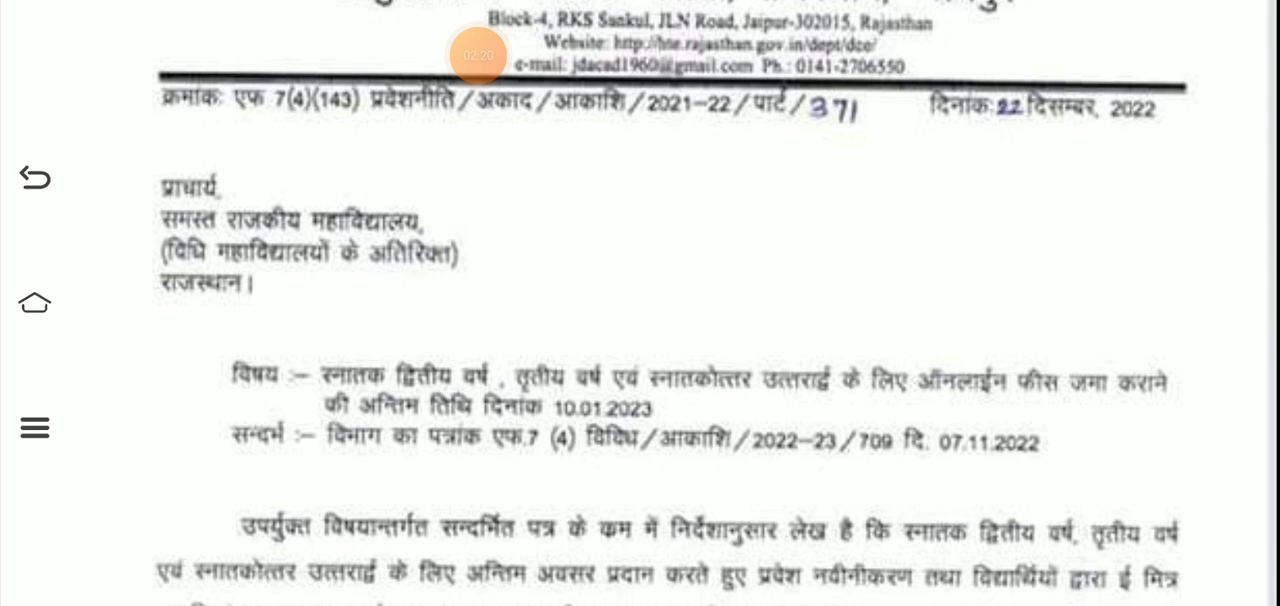 Block-4, RKS Sankul, JLN Road, Jaipur-302015, Rajasthan
Website: http://hte.rajasthan.gov.in/dept/dce/
02:20
e-mail: jdacad1960@gmail.com Ph.: 0141-2706550
क्रमांकः एफ 7(4)(143) प्रवेशनीति/अकाद/आकाशि/2021-22/पार्ट/371 दिनांक:22 दिसम्बर, 2022
प्राचार्य,
समस्त राजकीय महाविद्यालय,
(विधि महाविद्यालयों के अतिरिक्त)
राजस्थान।
विषय :– स्नातक द्वितीय वर्ष , तृतीय वर्ष एवं स्नातकोत्तर उत्तरार्द्ध के लिए ऑनलाईन फीस जमा कराने
की अन्तिम तिथि दिनांक 10.01.2023
सन्दर्भ :– विभाग का पत्रांक एफ.7 (4) विविध/आकाशि/2022–23/709 दि. 07.11.2022
उपर्युक्त विषयान्तर्गत सन्दर्भित पत्र के कम में निर्देशानुसार लेख है कि स्नातक द्वितीय वर्ष, तृतीय वर्ष
एवं स्नातकोत्तर उत्तरार्द्ध के लिए अन्तिम अवसर प्रदान करते हुए प्रवेश नवीनीकरण तथा विद्यार्थियों द्वारा ई मित्र